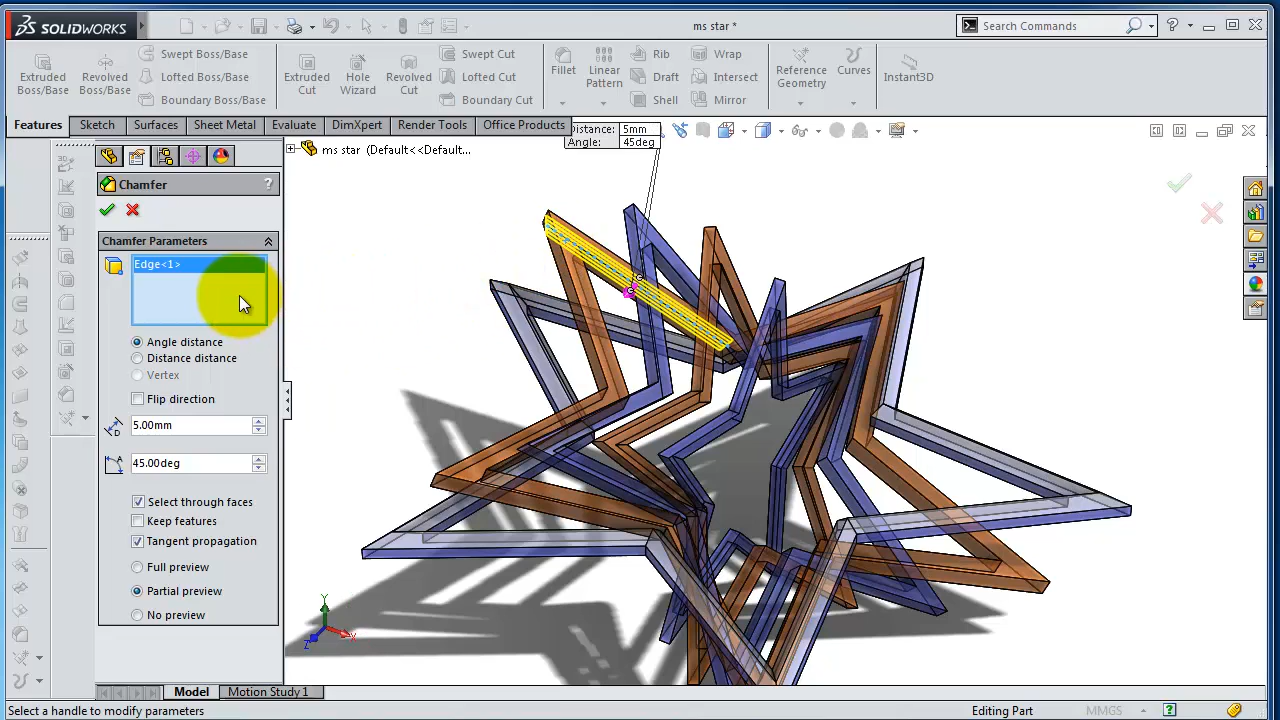 SOLIDWORKS
ms star *
Search Commands
Extruded Boss/Base
Revolved Boss/Base
Swept Boss/Base
Lofted Boss/Base
Boundary Boss/Base
Extruded Cut
Hole Wizard
Revolved Cut
Swept Cut
Lofted Cut
Boundary Cut
Fillet
Linear Pattern
Rib
Draft
Shell
Wrap
Intersect
Mirror
Reference Geometry
Curves
Instant3D
Features
Sketch
Surfaces
Sheet Metal
Evaluate
DimXpert
Render Tools
Office Products
Distance: 5mm
Angle: 45deg
ms star (Default<<Default...
Chamfer
?
Chamfer Parameters
Edge<1>
Angle distance
Distance distance
Vertex
Flip direction
5.00mm
45.00deg
Select through faces
Keep features
Tangent propagation
Full preview
Partial preview
No preview
Y
X
Z
Model
Motion Study 1
Select a handle to modify parameters
Editing Part
MMGS